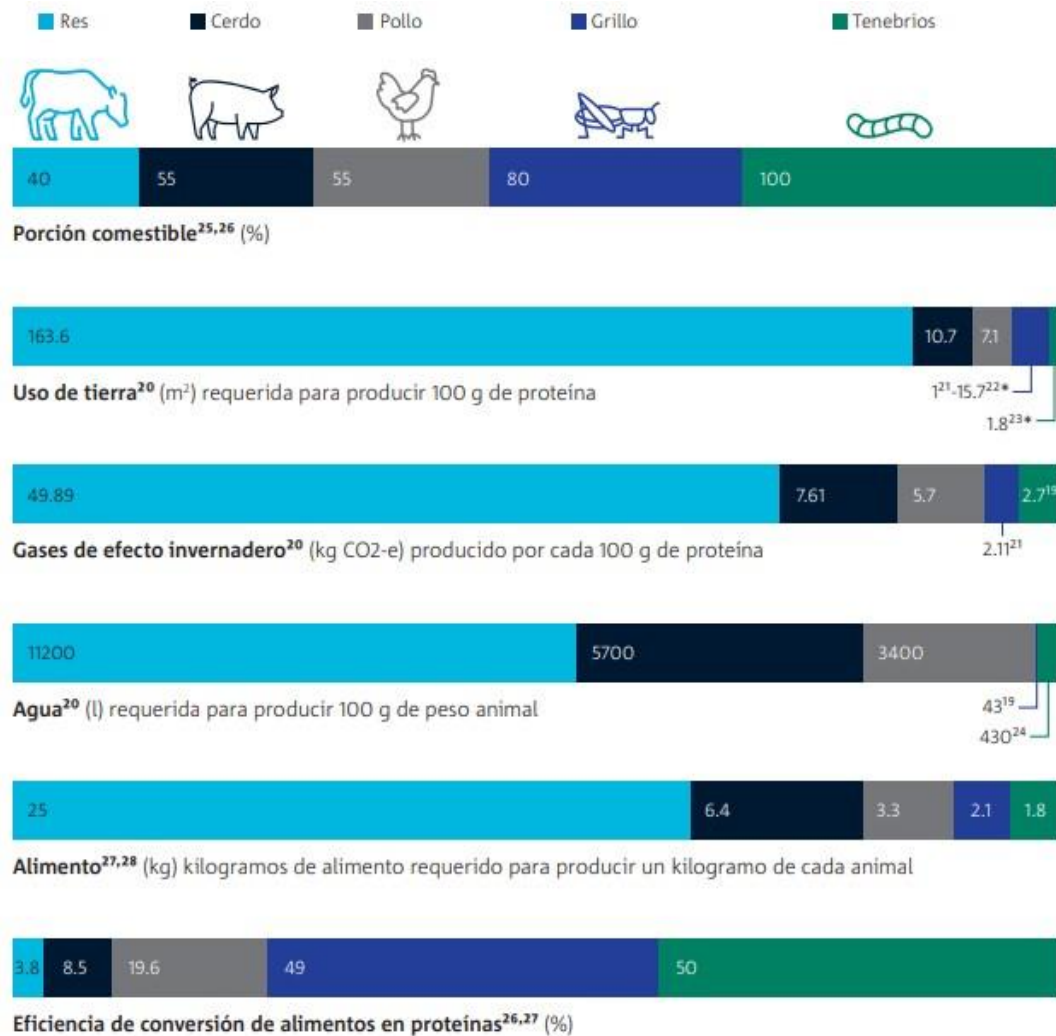 Res Cerdo Pollo Grillo Tenebrios
40 55 55 80 100
Porción comestible²⁵,²⁶ (%)
163.6 10.7 7.1
Uso de tierra²⁰ (m²) requerida para producir 100 g de proteína
1²¹-15.7²²*
1.8²³*
49.89 7.61 5.7 2.7¹⁹
Gases de efecto invernadero²⁰ (kg CO2-e) producido por cada 100 g de proteína
2.11²¹
11200 5700 3400
Agua²⁰ (l) requerida para producir 100 g de peso animal
43¹⁹
430²⁴
25 6.4 3.3 2.1 1.8
Alimento²⁷,²⁸ (kg) kilogramos de alimento requerido para producir un kilogramo de cada animal
3.8 8.5 19.6 49 50
Eficiencia de conversión de alimentos en proteínas²⁶,²⁷ (%)